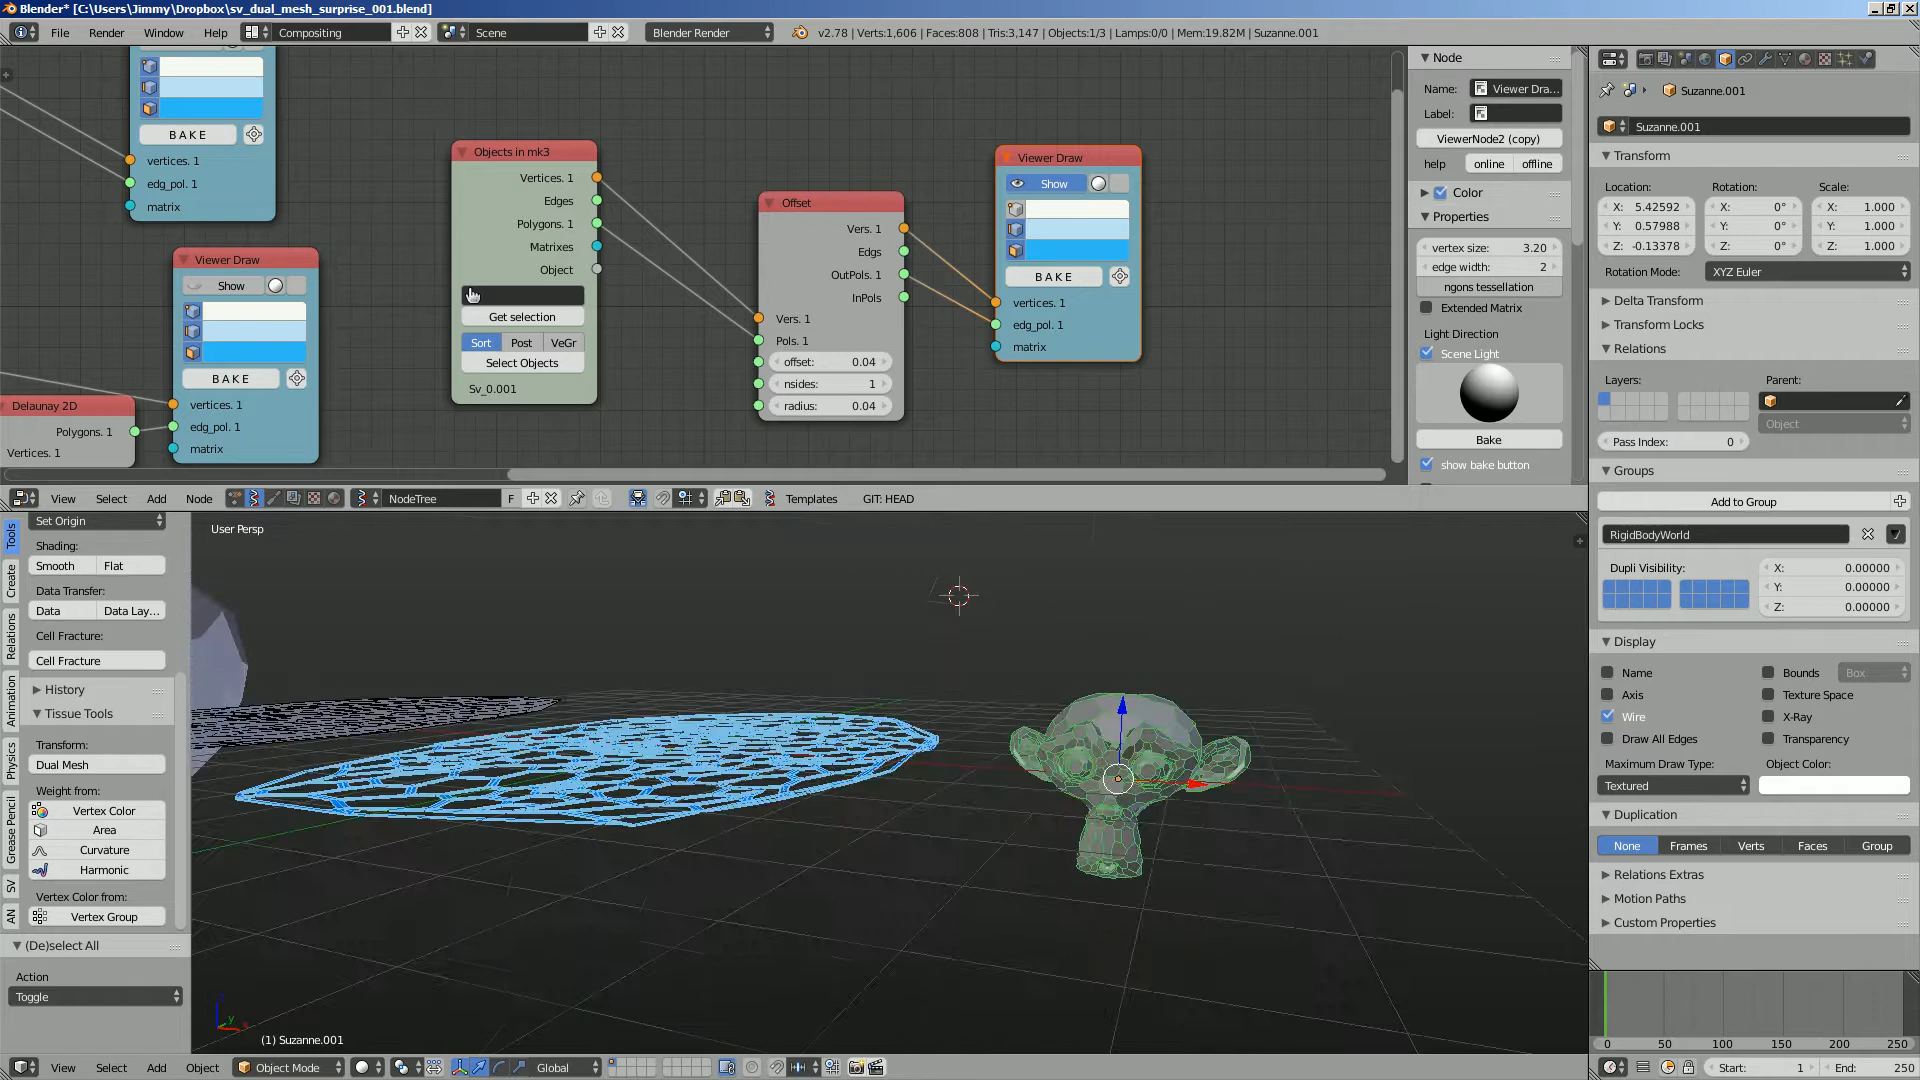 Blender* [C:\Users\Jimmy\Dropbox\sv_dual_mesh_surprise_001.blend]
File Render Window Help Compositing Scene Blender Render v2.78 | Verts:1,606 | Faces:808 | Tris:3,147 | Objects:1/3 | Lamps:0/0 | Mem:19.82M | Suzanne.001
BAKE
vertices. 1
edg_pol. 1
matrix
Viewer Draw
Show
BAKE
vertices. 1
edg_pol. 1
matrix
Delaunay 2D
Polygons. 1
Vertices. 1
Objects in mk3
Vertices. 1
Edges
Polygons. 1
Matrixes
Object
Get selection
Sort Post VeGr
Select Objects
Sv_0.001
Offset
Vers. 1
Edgs
OutPols. 1
InPols
Vers. 1
Pols. 1
offset: 0.04
nsides: 1
radius: 0.04
Viewer Draw
Show
BAKE
vertices. 1
edg_pol. 1
matrix
Node
Name: Viewer Dra...
Label:
ViewerNode2 (copy)
help online offline
Color
Properties
vertex size: 3.20
edge width: 2
ngons tessellation
Extended Matrix
Light Direction
Scene Light
Bake
show bake button
View Select Add Node NodeTree F Templates GIT: HEAD
Tools
Create
Relations
Animation
Physics
Grease Pencil
SV
AN
Set Origin
Shading:
Smooth Flat
Data Transfer:
Data Data Lay...
Cell Fracture:
Cell Fracture
History
Tissue Tools
Transform:
Dual Mesh
Weight from:
Vertex Color
Area
Curvature
Harmonic
Vertex Color from:
Vertex Group
(De)select All
Action
Toggle
User Persp
y
(1) Suzanne.001
View Select Add Object Object Mode Global
Suzanne.001
Suzanne.001
Transform
Location: Rotation: Scale:
X: 5.42592 X: 0° X: 1.000
Y: 0.57988 Y: 0° Y: 1.000
Z: -0.13378 Z: 0° Z: 1.000
Rotation Mode: XYZ Euler
Delta Transform
Transform Locks
Relations
Layers: Parent:
Object
Pass Index: 0
Groups
Add to Group
RigidBodyWorld
Dupli Visibility: X: 0.00000
Y: 0.00000
Z: 0.00000
Display
Name Bounds Box
Axis Texture Space
Wire X-Ray
Draw All Edges Transparency
Maximum Draw Type: Object Color:
Textured
Duplication
None Frames Verts Faces Group
Relations Extras
Motion Paths
Custom Properties
0 50 100 150 200 250
Start: 1 End: 250